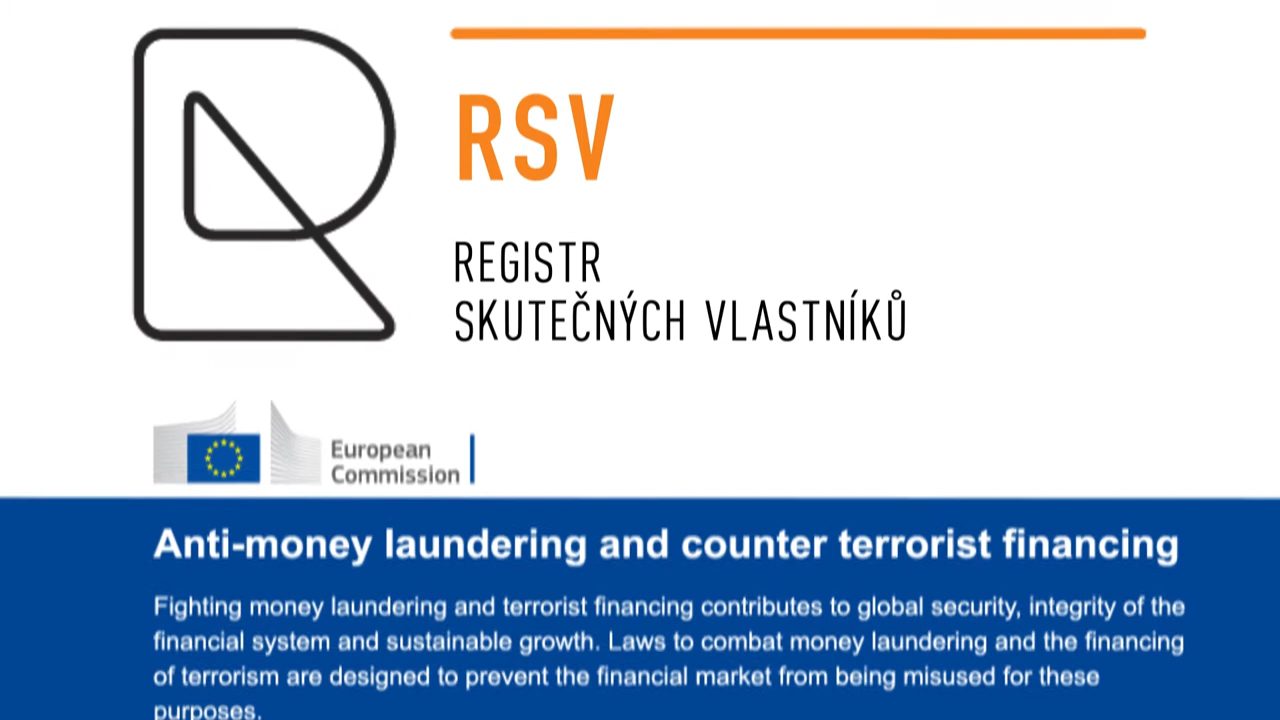 RSV
REGISTR
SKUTEČNÝCH VLASTNÍKŮ
European
Commission
Anti-money laundering and counter terrorist financing
Fighting money laundering and terrorist financing contributes to global security, integrity of the
financial system and sustainable growth. Laws to combat money laundering and the financing
of terrorism are designed to prevent the financial market from being misused for these
purposes.